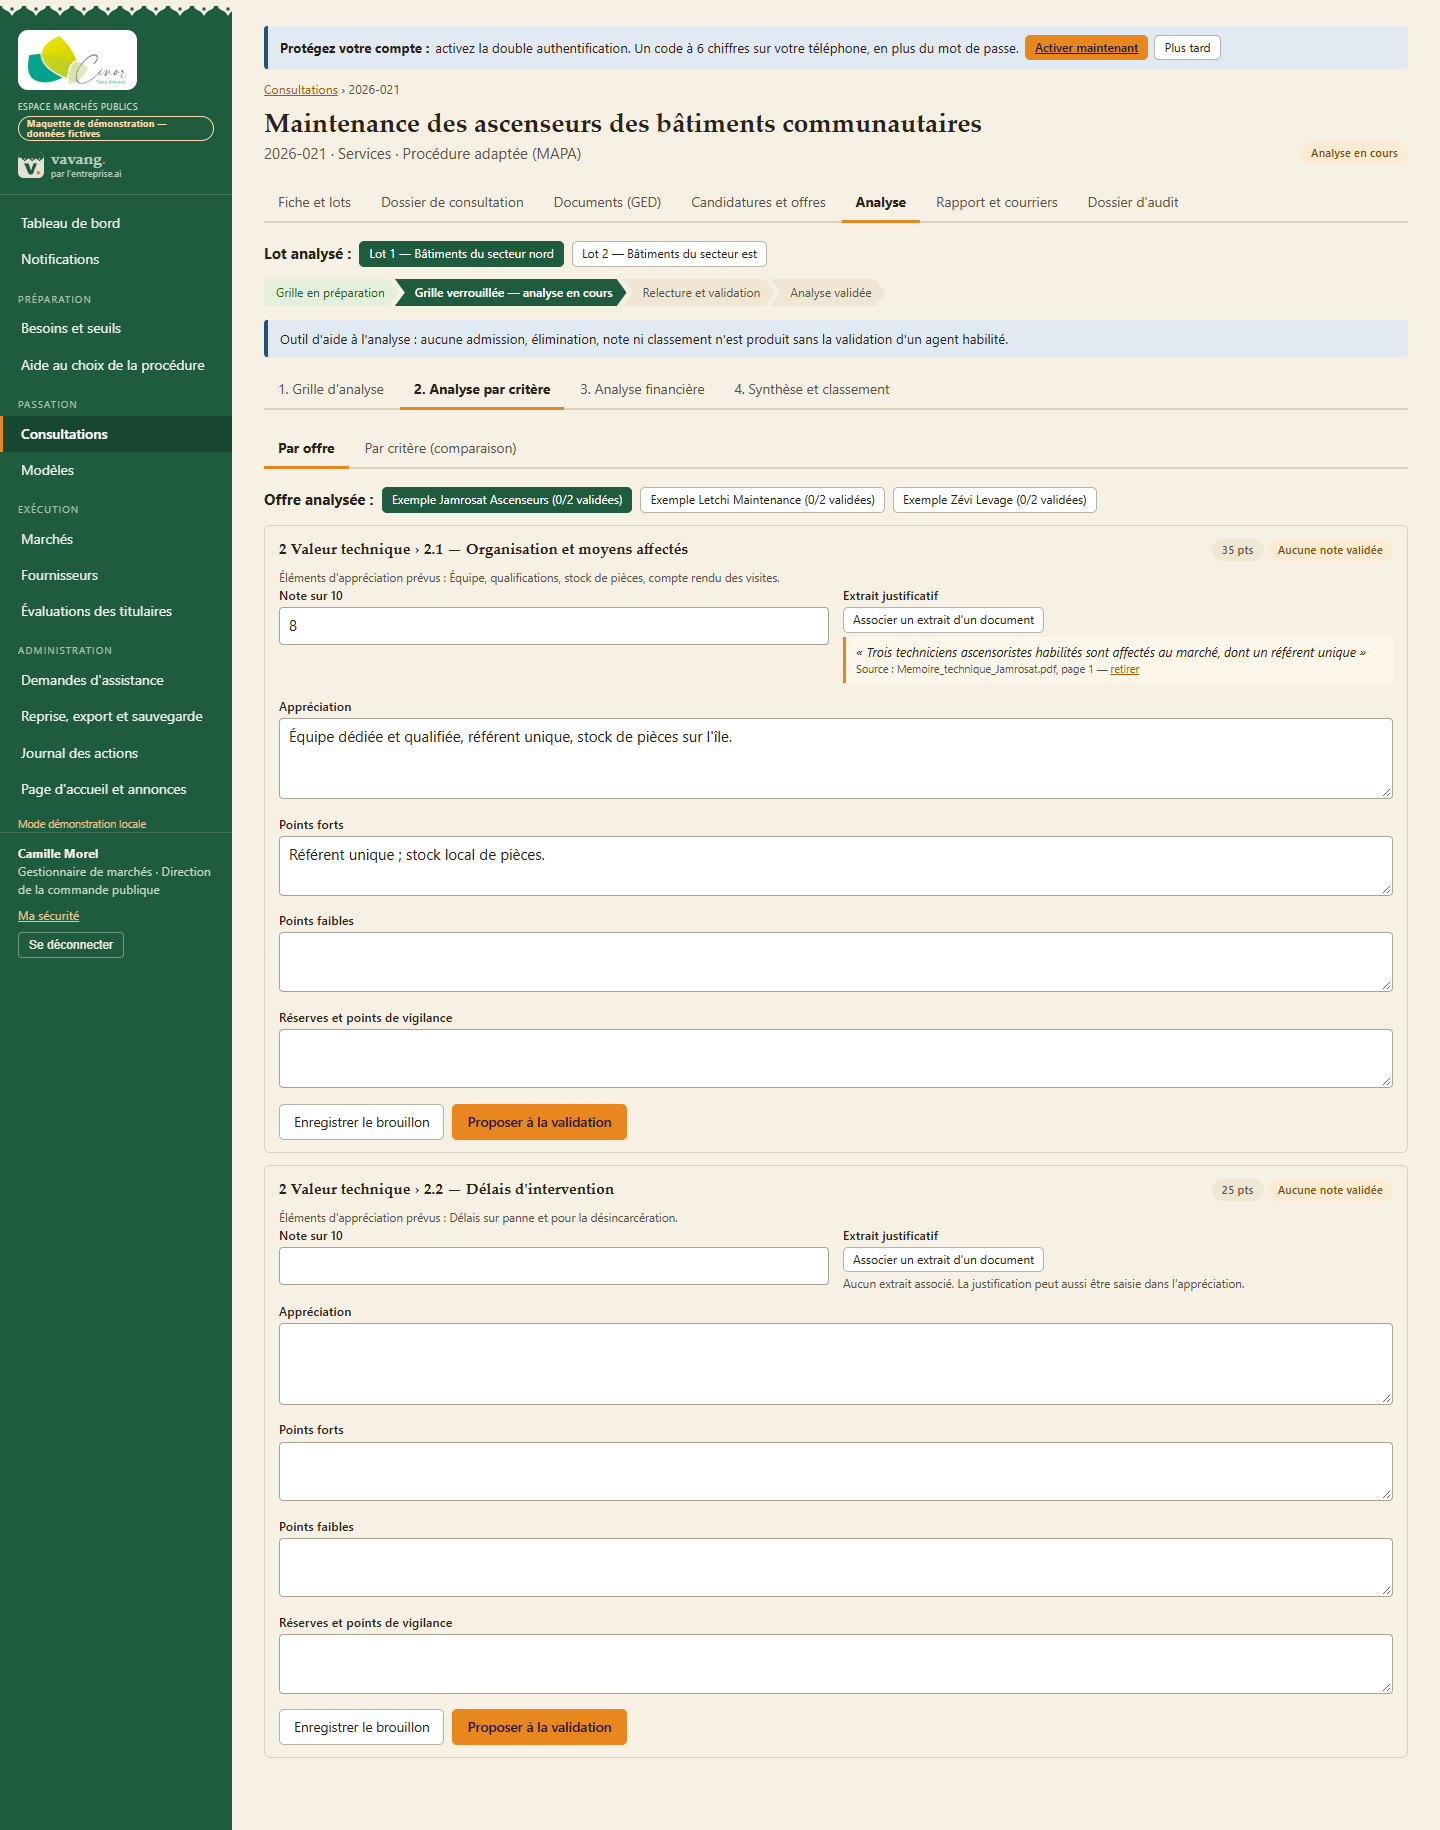 Cinor
Terre d'Avenir
ESPACE MARCHÉS PUBLICS
Maquette de démonstration —
données fictives
vavang.
par l'entreprise.ai
Tableau de bord
Notifications
PRÉPARATION
Besoins et seuils
Aide au choix de la procédure
PASSATION
Consultations
Modèles
EXÉCUTION
Marchés
Fournisseurs
Évaluations des titulaires
ADMINISTRATION
Demandes d'assistance
Reprise, export et sauvegarde
Journal des actions
Page d'accueil et annonces
Mode démonstration locale
Camille Morel
Gestionnaire de marchés · Direction
de la commande publique
Ma sécurité
Se déconnecter
Protégez votre compte : activez la double authentification. Un code à 6 chiffres sur votre téléphone, en plus du mot de passe. Activer maintenant Plus tard
Consultations › 2026-021
Maintenance des ascenseurs des bâtiments communautaires
2026-021 · Services · Procédure adaptée (MAPA) Analyse en cours
Fiche et lots Dossier de consultation Documents (GED) Candidatures et offres Analyse Rapport et courriers Dossier d'audit
Lot analysé : Lot 1 — Bâtiments du secteur nord Lot 2 — Bâtiments du secteur est
Grille en préparation Grille verrouillée — analyse en cours Relecture et validation Analyse validée
Outil d'aide à l'analyse : aucune admission, élimination, note ni classement n'est produit sans la validation d'un agent habilité.
1. Grille d'analyse 2. Analyse par critère 3. Analyse financière 4. Synthèse et classement
Par offre Par critère (comparaison)
Offre analysée : Exemple Jamrosat Ascenseurs (0/2 validées) Exemple Letchi Maintenance (0/2 validées) Exemple Zévi Levage (0/2 validées)
2 Valeur technique › 2.1 — Organisation et moyens affectés 35 pts Aucune note validée
Éléments d'appréciation prévus : Équipe, qualifications, stock de pièces, compte rendu des visites.
Note sur 10
8
Extrait justificatif
Associer un extrait d'un document
« Trois techniciens ascensoristes habilités sont affectés au marché, dont un référent unique »
Source : Memoire_technique_Jamrosat.pdf, page 1 — retirer
Appréciation
Équipe dédiée et qualifiée, référent unique, stock de pièces sur l'île.
Points forts
Référent unique ; stock local de pièces.
Points faibles
Réserves et points de vigilance
Enregistrer le brouillon Proposer à la validation
2 Valeur technique › 2.2 — Délais d'intervention 25 pts Aucune note validée
Éléments d'appréciation prévus : Délais sur panne et pour la désincarcération.
Note sur 10
Extrait justificatif
Associer un extrait d'un document
Aucun extrait associé. La justification peut aussi être saisie dans l'appréciation.
Appréciation
Points forts
Points faibles
Réserves et points de vigilance
Enregistrer le brouillon Proposer à la validation